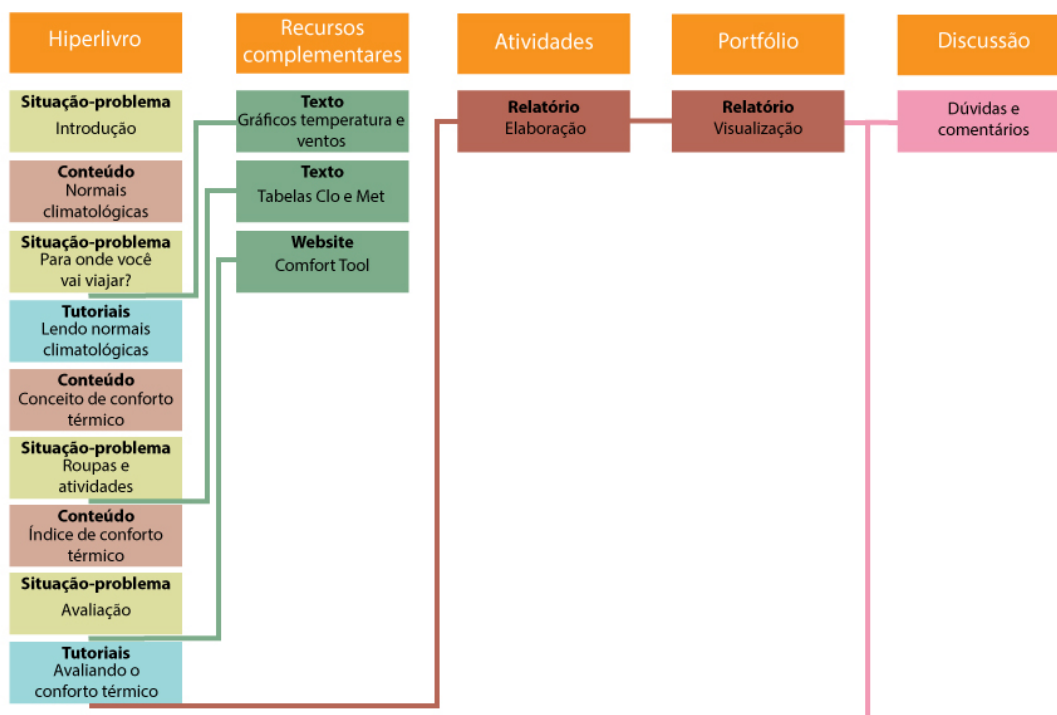 Hiperlivro
Situação-problema
Introdução
Conteúdo
Normais
climatológicas
Situação-problema
Para onde você
vai viajar?
Tutoriais
Lendo normais
climatológicas
Conteúdo
Conceito de conforto
térmico
Situação-problema
Roupas e
atividades
Conteúdo
Índice de conforto
térmico
Situação-problema
Avaliação
Tutoriais
Avaliando o
conforto térmico
Recursos
complementares
Texto
Gráficos temperatura e
ventos
Texto
Tabelas Clo e Met
Website
Comfort Tool
Atividades
Relatório
Elaboração
Portfólio
Relatório
Visualização
Discussão
Dúvidas e
comentários